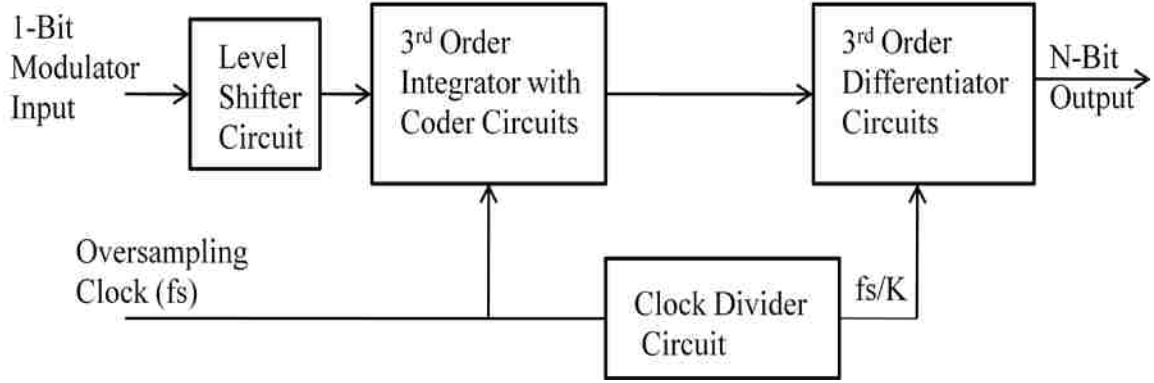 1-Bit
Modulator
Input
Level
Shifter
Circuit
3rd Order
Integrator with
Coder Circuits
3rd Order
Differentiator
Circuits
N-Bit
Output
Oversampling
Clock (fs)
Clock Divider
Circuit
fs/K